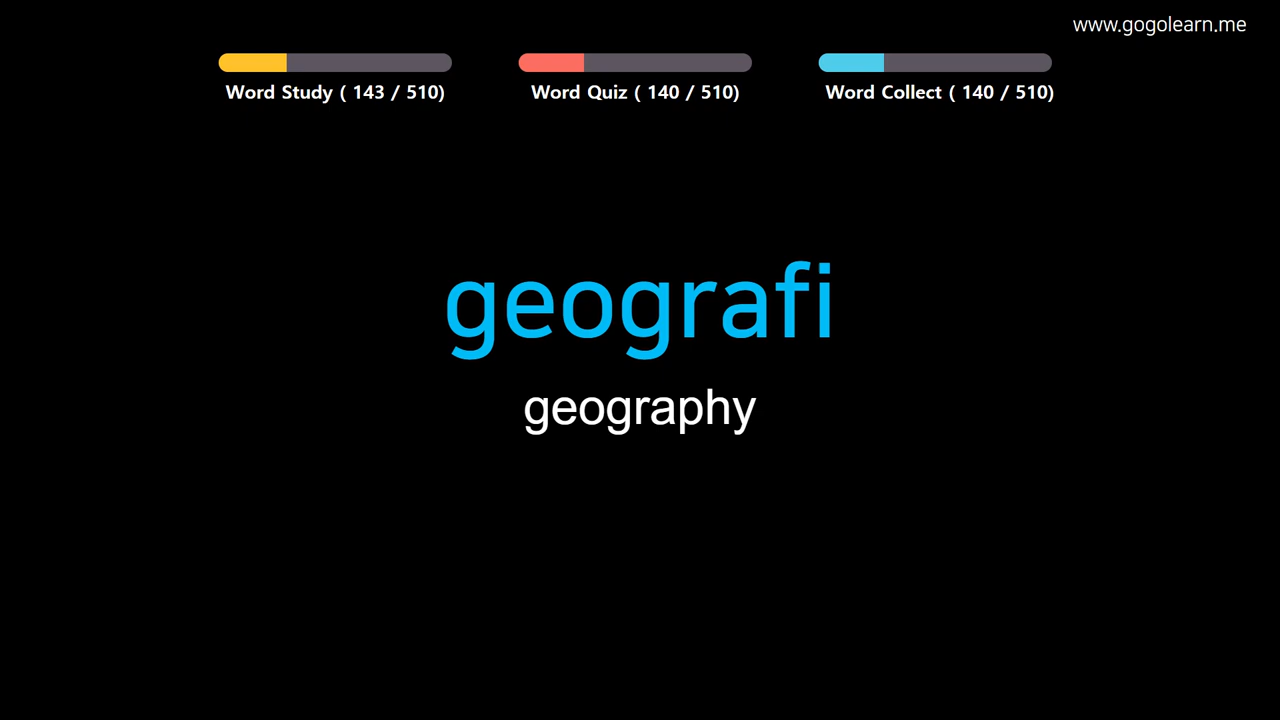 www.gogolearn.me
Word Study ( 143 / 510)
Word Quiz ( 140 / 510)
Word Collect ( 140 / 510)
geografi
geography